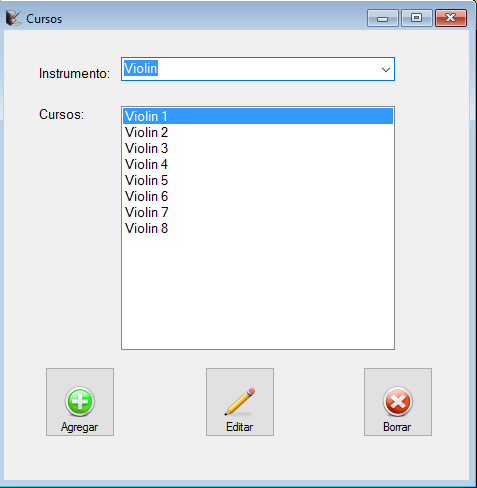 Cursos
Instrumento: Violin
Cursos:
Violin 1
Violin 2
Violin 3
Violin 4
Violin 5
Violin 6
Violin 7
Violin 8
Agregar Editar Borrar